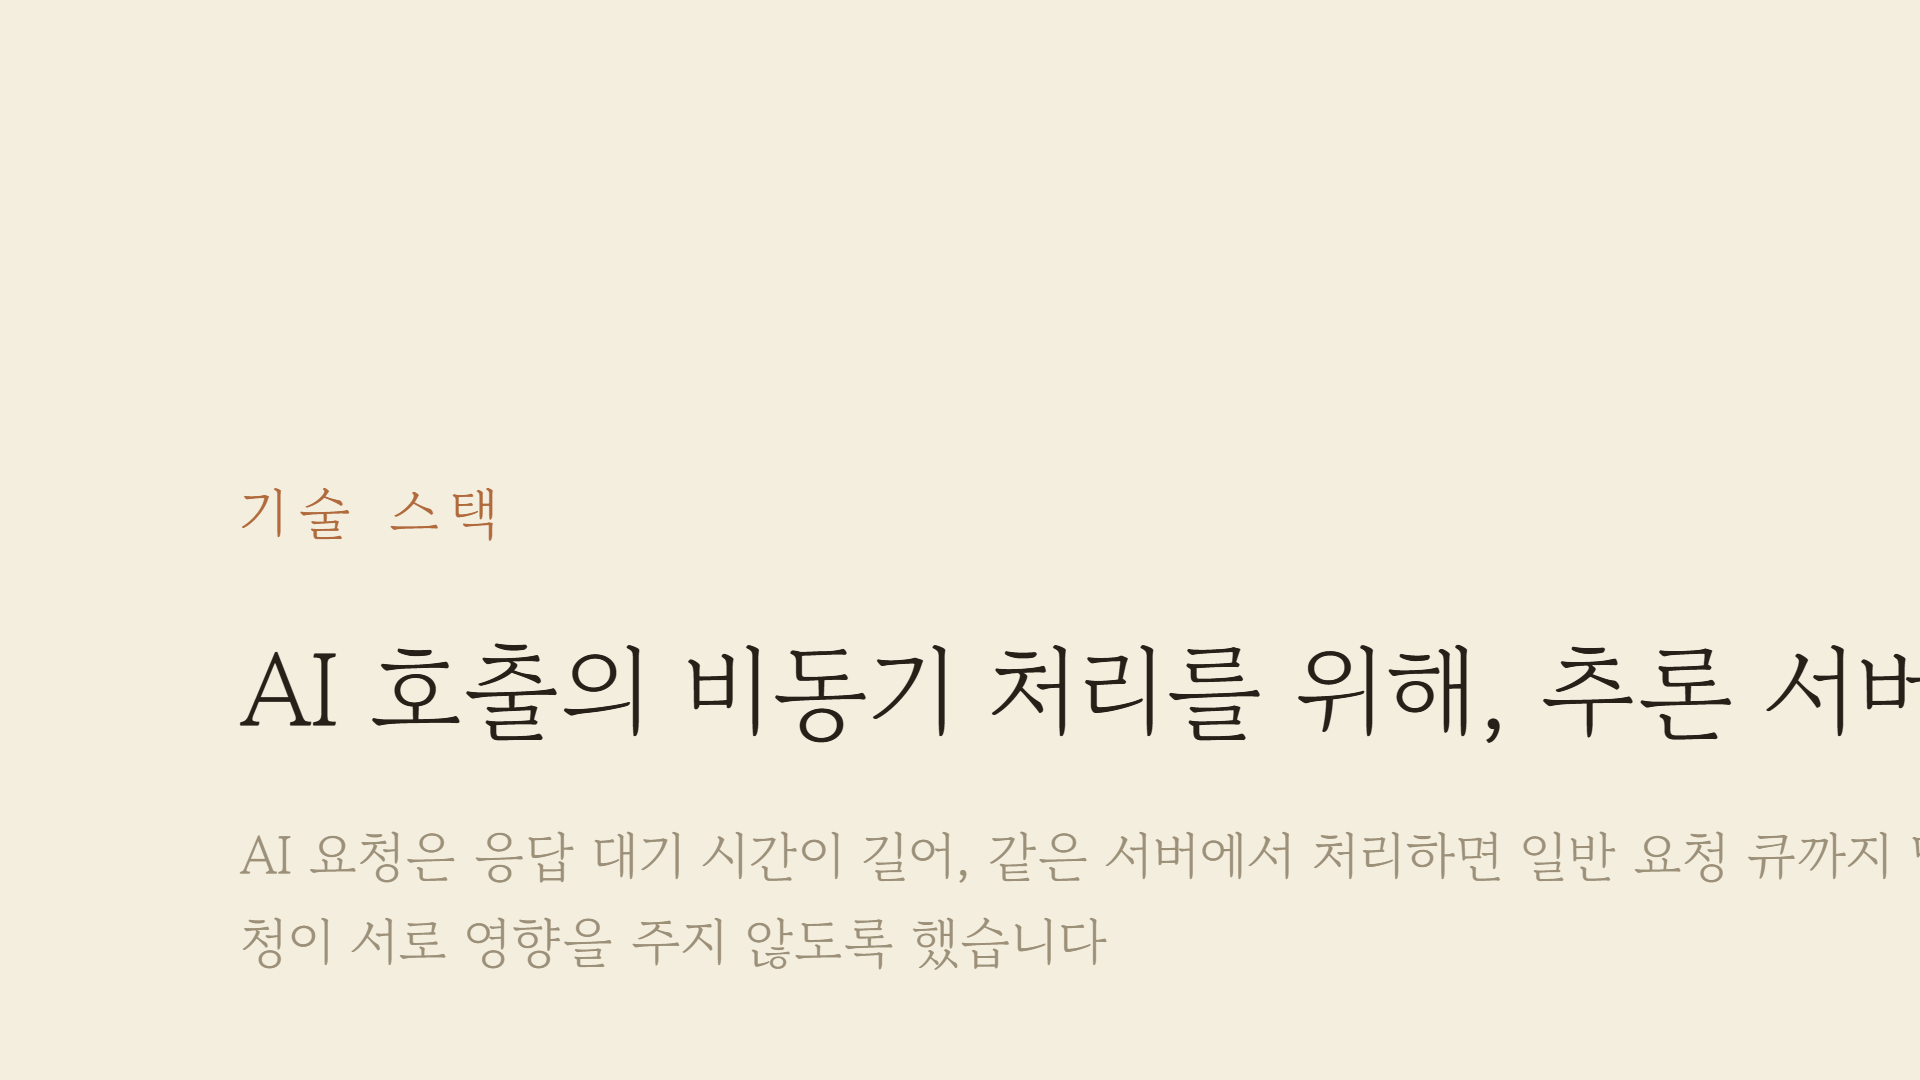 기술 스택
AI 호출의 비동기 처리를 위해, 추론 서버
AI 요청은 응답 대기 시간이 길어, 같은 서버에서 처리하면 일반 요청 큐까지
청이 서로 영향을 주지 않도록 했습니다